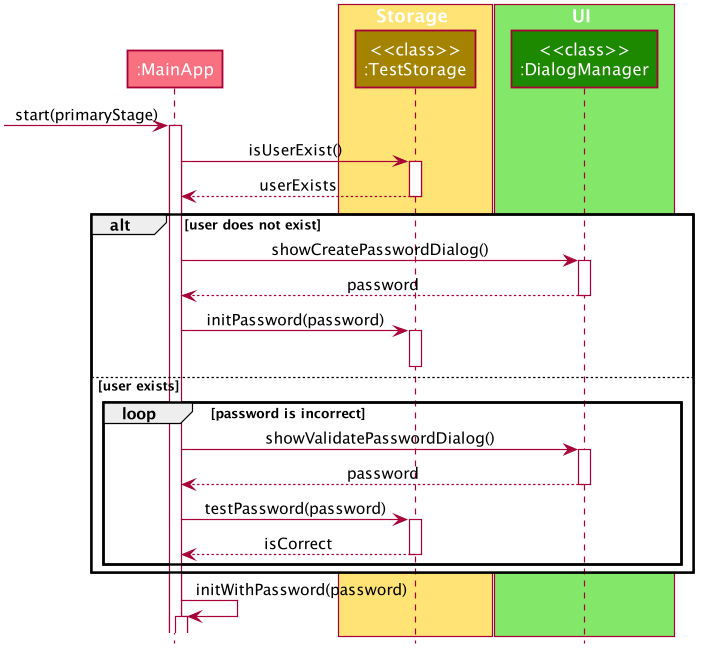 Storage
UI
:MainApp
<<class>>
:TestStorage
<<class>>
:DialogManager
start(primaryStage)
isUserExist()
userExists
alt
[user does not exist]
showCreatePasswordDialog()
password
initPassword(password)
[user exists]
loop
[password is incorrect]
showValidatePasswordDialog()
password
testPassword(password)
isCorrect
initWithPassword(password)